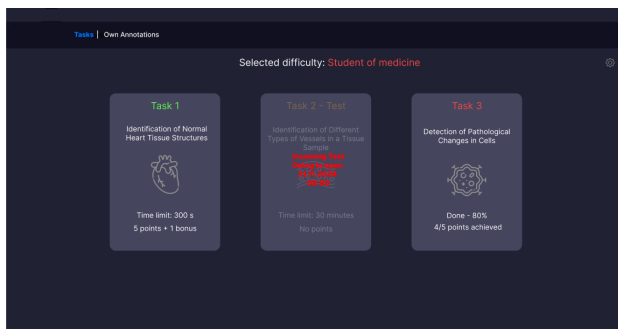 Tasks | Own Annotations
Selected difficulty: Student of medicine
Task 1
Identification of Normal
Heart Tissue Structures
Time limit: 300 s
5 points + 1 bonus
Task 2 - Test
Identification of Different
Types of Vessels in a Tissue
Sample
Time limit: 30 minutes
No points
Task 3
Detection of Pathological
Changes in Cells
Done - 80%
4/5 points achieved